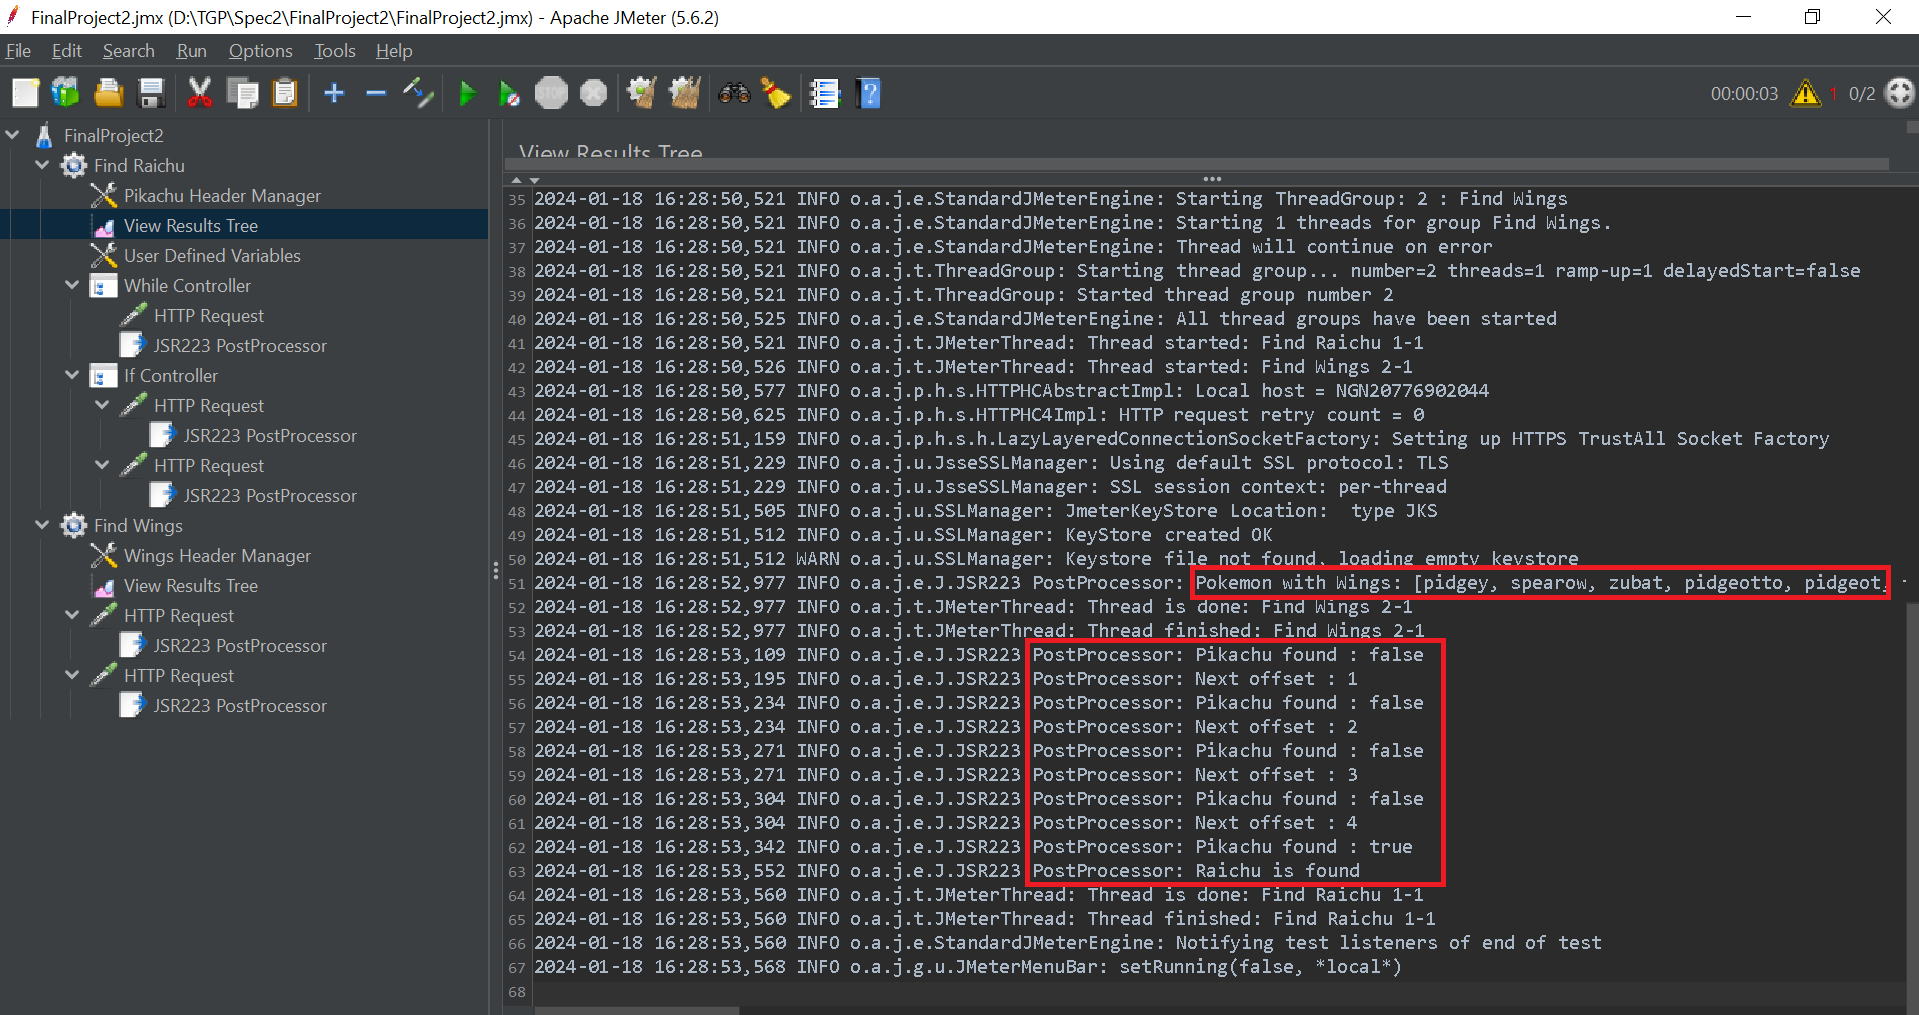 FinalProject2.jmx (D:\TGP\Spec2\FinalProject2\FinalProject2.jmx) - Apache JMeter (5.6.2)
File Edit Search Run Options Tools Help
STOP
00:00:03 1 0/2
FinalProject2
Find Raichu
Pikachu Header Manager
View Results Tree
User Defined Variables
While Controller
HTTP Request
JSR223 PostProcessor
If Controller
HTTP Request
JSR223 PostProcessor
HTTP Request
JSR223 PostProcessor
Find Wings
Wings Header Manager
View Results Tree
HTTP Request
JSR223 PostProcessor
HTTP Request
JSR223 PostProcessor
View Results Tree
35 2024-01-18 16:28:50,521 INFO o.a.j.e.StandardJMeterEngine: Starting ThreadGroup: 2 : Find Wings
36 2024-01-18 16:28:50,521 INFO o.a.j.e.StandardJMeterEngine: Starting 1 threads for group Find Wings.
37 2024-01-18 16:28:50,521 INFO o.a.j.e.StandardJMeterEngine: Thread will continue on error
38 2024-01-18 16:28:50,521 INFO o.a.j.t.ThreadGroup: Starting thread group... number=2 threads=1 ramp-up=1 delayedStart=false
39 2024-01-18 16:28:50,521 INFO o.a.j.t.ThreadGroup: Started thread group number 2
40 2024-01-18 16:28:50,525 INFO o.a.j.e.StandardJMeterEngine: All thread groups have been started
41 2024-01-18 16:28:50,521 INFO o.a.j.t.JMeterThread: Thread started: Find Raichu 1-1
42 2024-01-18 16:28:50,526 INFO o.a.j.t.JMeterThread: Thread started: Find Wings 2-1
43 2024-01-18 16:28:50,577 INFO o.a.j.p.h.s.HTTPHCAbstractImpl: Local host = NGN20776902044
44 2024-01-18 16:28:50,625 INFO o.a.j.p.h.s.HTTPHC4Impl: HTTP request retry count = 0
45 2024-01-18 16:28:51,159 INFO o.a.j.p.h.s.h.LazyLayeredConnectionSocketFactory: Setting up HTTPS TrustAll Socket Factory
46 2024-01-18 16:28:51,229 INFO o.a.j.u.JsseSSLManager: Using default SSL protocol: TLS
47 2024-01-18 16:28:51,229 INFO o.a.j.u.JsseSSLManager: SSL session context: per-thread
48 2024-01-18 16:28:51,505 INFO o.a.j.u.SSLManager: JmeterKeyStore Location:  type JKS
49 2024-01-18 16:28:51,512 INFO o.a.j.u.SSLManager: KeyStore created OK
50 2024-01-18 16:28:51,512 WARN o.a.j.u.SSLManager: Keystore file not found, loading empty keystore
51 2024-01-18 16:28:52,977 INFO o.a.j.e.J.JSR223 PostProcessor: Pokemon with Wings: [pidgey, spearow, zubat, pidgeotto, pidgeot,
52 2024-01-18 16:28:52,977 INFO o.a.j.t.JMeterThread: Thread is done: Find Wings 2-1
53 2024-01-18 16:28:52,977 INFO o.a.j.t.JMeterThread: Thread finished: Find Wings 2-1
54 2024-01-18 16:28:53,109 INFO o.a.j.e.J.JSR223 PostProcessor: Pikachu found : false
55 2024-01-18 16:28:53,195 INFO o.a.j.e.J.JSR223 PostProcessor: Next offset : 1
56 2024-01-18 16:28:53,234 INFO o.a.j.e.J.JSR223 PostProcessor: Pikachu found : false
57 2024-01-18 16:28:53,234 INFO o.a.j.e.J.JSR223 PostProcessor: Next offset : 2
58 2024-01-18 16:28:53,271 INFO o.a.j.e.J.JSR223 PostProcessor: Pikachu found : false
59 2024-01-18 16:28:53,271 INFO o.a.j.e.J.JSR223 PostProcessor: Next offset : 3
60 2024-01-18 16:28:53,304 INFO o.a.j.e.J.JSR223 PostProcessor: Pikachu found : false
61 2024-01-18 16:28:53,304 INFO o.a.j.e.J.JSR223 PostProcessor: Next offset : 4
62 2024-01-18 16:28:53,342 INFO o.a.j.e.J.JSR223 PostProcessor: Pikachu found : true
63 2024-01-18 16:28:53,552 INFO o.a.j.e.J.JSR223 PostProcessor: Raichu is found
64 2024-01-18 16:28:53,560 INFO o.a.j.t.JMeterThread: Thread is done: Find Raichu 1-1
65 2024-01-18 16:28:53,560 INFO o.a.j.t.JMeterThread: Thread finished: Find Raichu 1-1
66 2024-01-18 16:28:53,560 INFO o.a.j.e.StandardJMeterEngine: Notifying test listeners of end of test
67 2024-01-18 16:28:53,568 INFO o.a.j.g.u.JMeterMenuBar: setRunning(false, *local*)
68